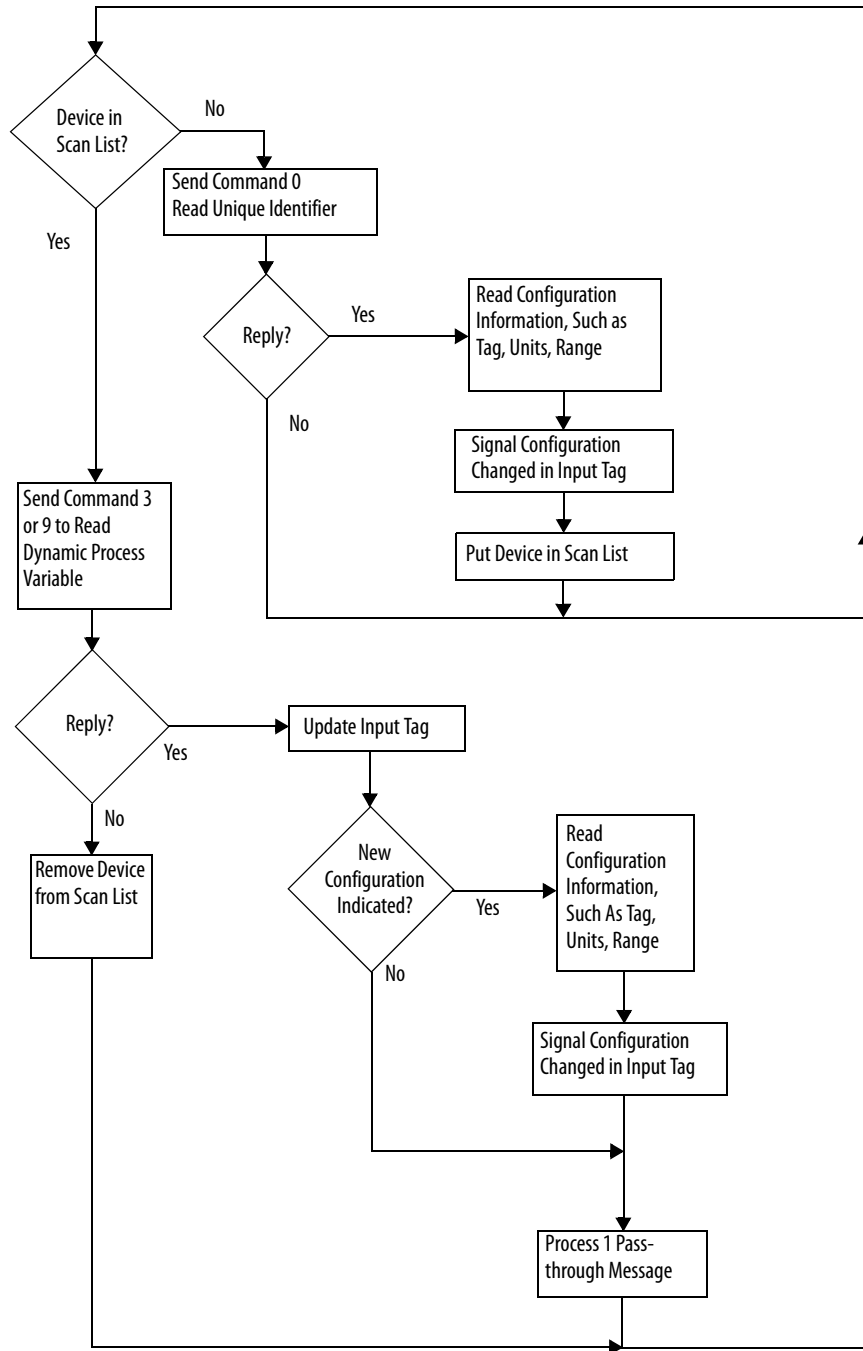 Device in
Scan List?
No
Yes
Send Command 0
Read Unique Identifier
Reply?
Yes
No
Read Configuration
Information, Such as
Tag, Units, Range
Signal Configuration
Changed in Input Tag
Put Device in Scan List
Send Command 3
or 9 to Read
Dynamic Process
Variable
Reply?
Yes
No
Update Input Tag
Remove Device
from Scan List
New
Configuration
Indicated?
Yes
No
Read
Configuration
Information,
Such As Tag,
Units, Range
Signal Configuration
Changed in Input Tag
Process 1 Pass-
through Message